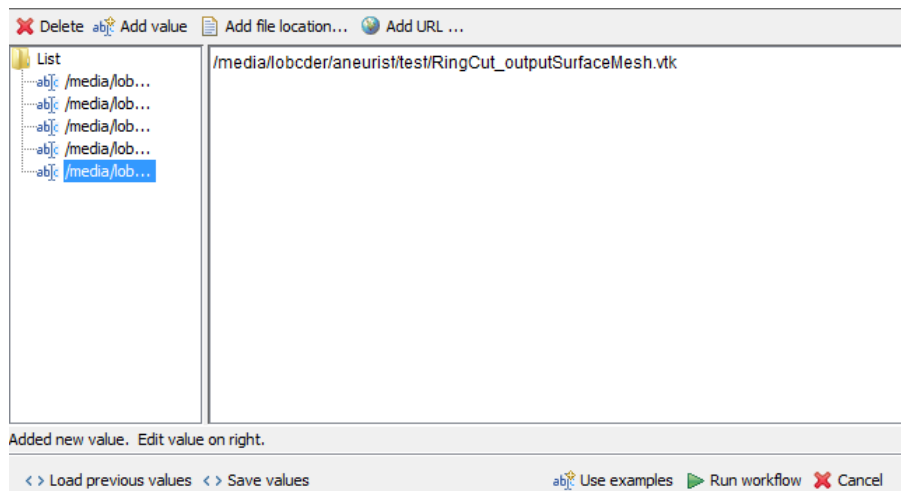 Delete Add value Add file location... Add URL ...
List
/media/lob...
/media/lob...
/media/lob...
/media/lob...
/media/lob...
/media/lobcder/aneurist/test/RingCut_outputSurfaceMesh.vtk
Added new value. Edit value on right.
Load previous values Save values Use examples Run workflow Cancel